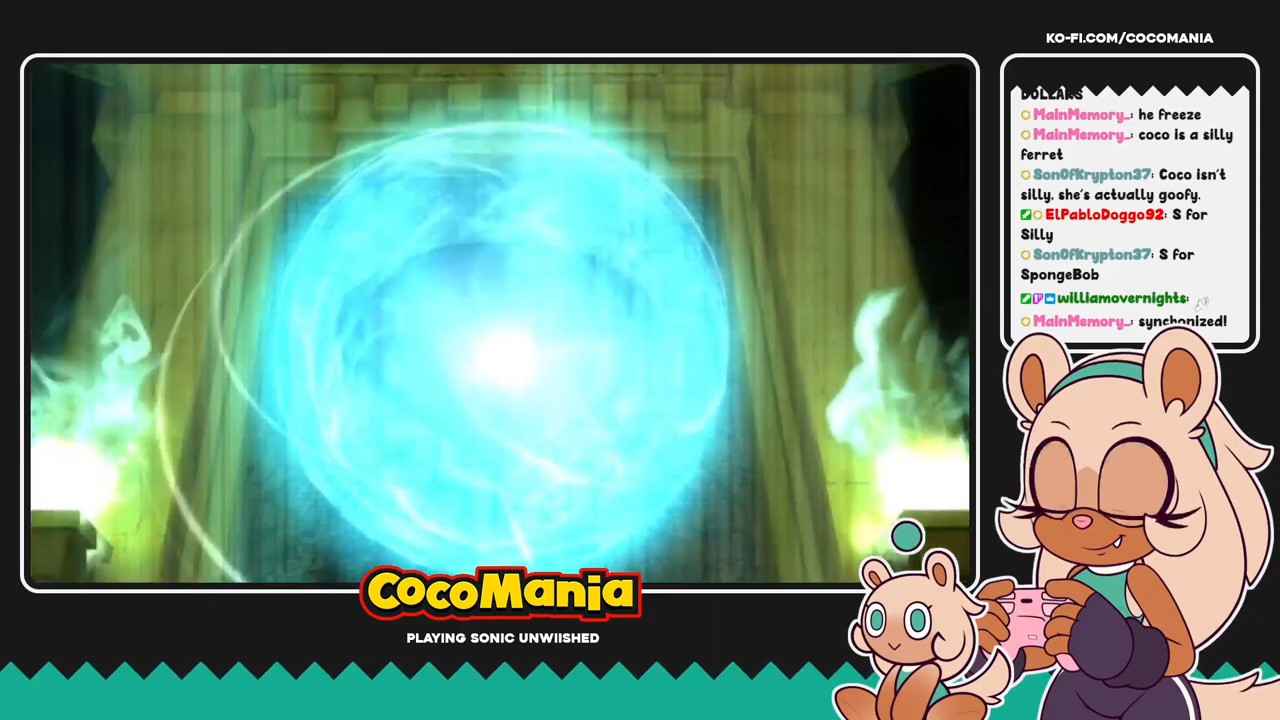 KO-FI.COM/COCOMANIA
DOLLARS
MainMemory_: he freeze
MainMemory_: coco is a silly
ferret
SonOfKrypton37: Coco isn't
silly, she's actually goofy.
ElPabloDoggo92: S for
Silly
SonOfKrypton37: S for
SpongeBob
williamovernights:
MainMemory_: synchonized!
CocoMania
PLAYING SONIC UNWIISHED